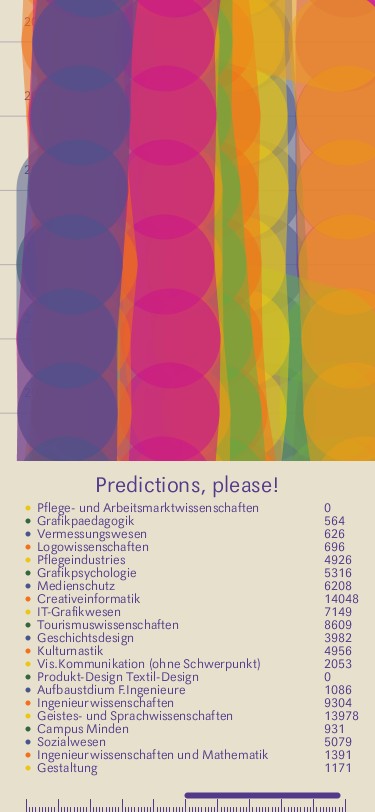 2
2
2
Predictions, please!
Pflege- und Arbeitsmarktwissenschaften 0
Grafikpaedagogik 564
Vermessungswesen 626
Logowissenschaften 696
Pflegeindustries 4926
Grafikpsychologie 5316
Medienschutz 6208
Creativeinformatik 14048
IT-Grafikwesen 7149
Tourismuswissenschaften 8609
Geschichtsdesign 3982
Kulturnastik 4956
Vis.Kommunikation (ohne Schwerpunkt) 2053
Produkt-Design Textil-Design 0
Aufbaustdium F.Ingenieure 1086
Ingenieurwissenschaften 9304
Geistes- und Sprachwissenschaften 13978
Campus Minden 931
Sozialwesen 5079
Ingenieurwissenschaften und Mathematik 1391
Gestaltung 1171